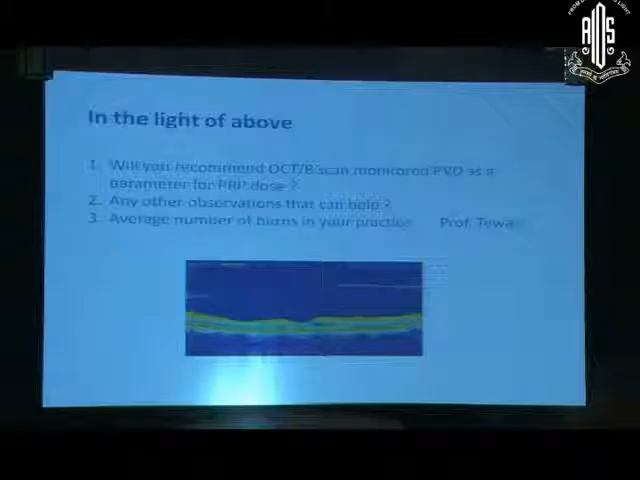 In the light of above
1. Will you recommend OCT/B scan monitored PVD as a
parameter for PRP dose ?
2. Any other observations that can help ?
3. Average number of burns in your practice Prof. Tewa